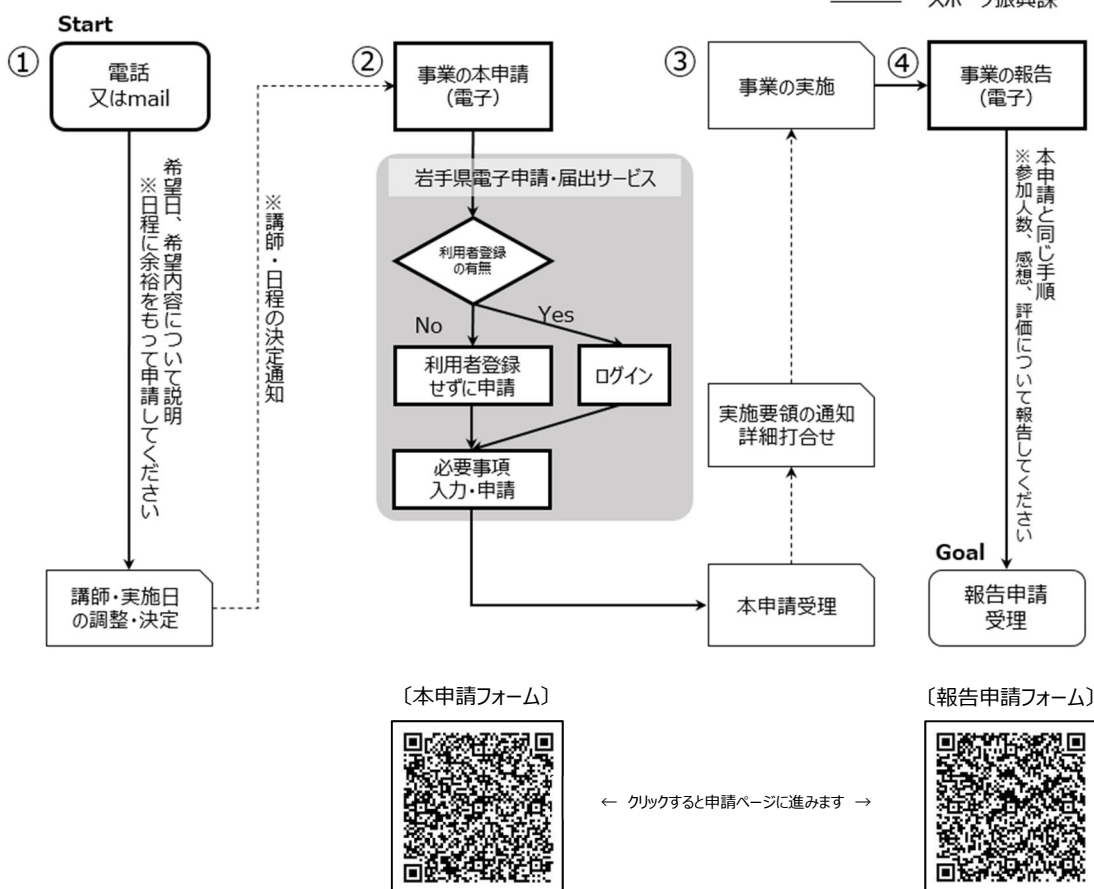 スポーツ振興課
Start
①
電話
又はmail
希望日、希望内容について説明
※日程に余裕をもって申請してください
講師・実施日
の調整・決定
※講師・日程の決定通知
②
事業の本申請
(電子)
岩手県電子申請・届出サービス
利用者登録
の有無
No
Yes
利用者登録
せずに申請
ログイン
必要事項
入力・申請
③
事業の実施
実施要領の通知
詳細打合せ
本申請受理
④
事業の報告
(電子)
本申請と同じ手順
※参加人数、感想、評価について報告してください
Goal
報告申請
受理
〔本申請フォーム〕
← クリックすると申請ページに進みます →
〔報告申請フォーム〕